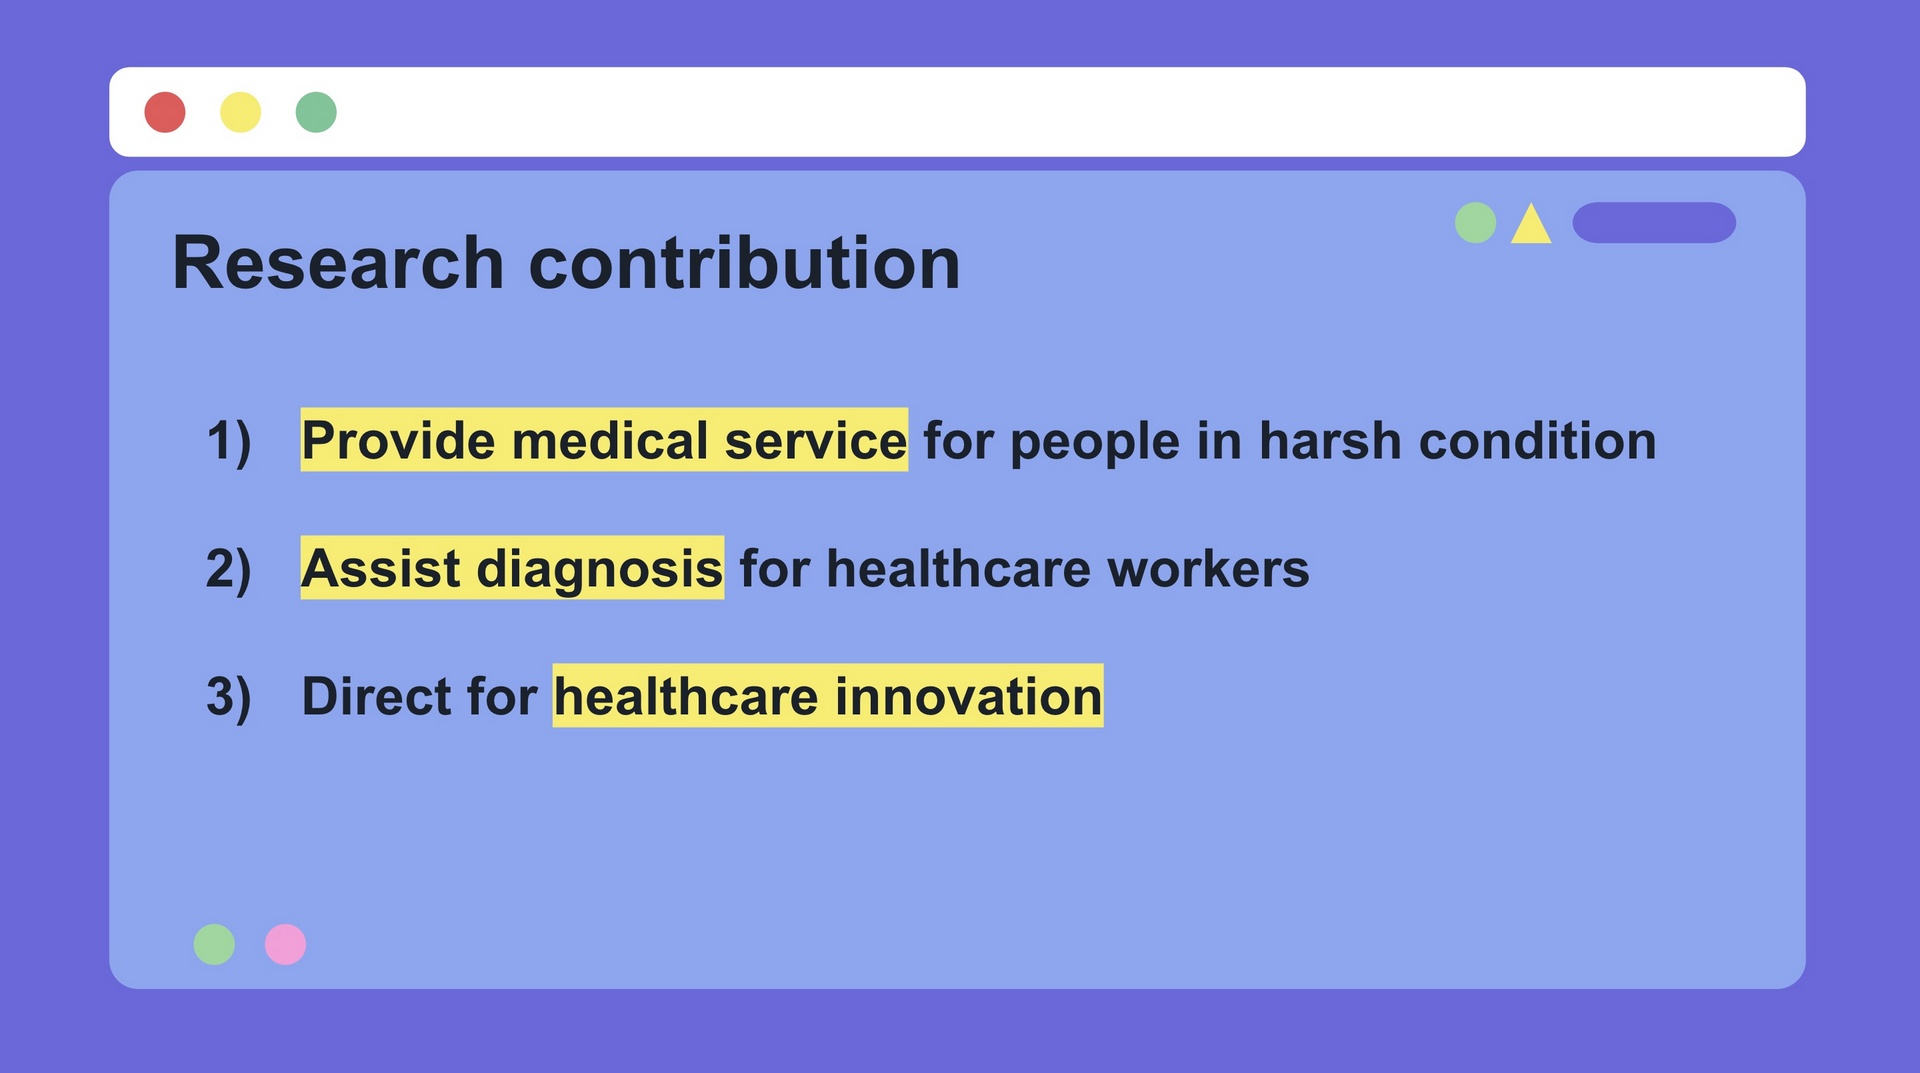 Research contribution
1) Provide medical service for people in harsh condition
2) Assist diagnosis for healthcare workers
3) Direct for healthcare innovation